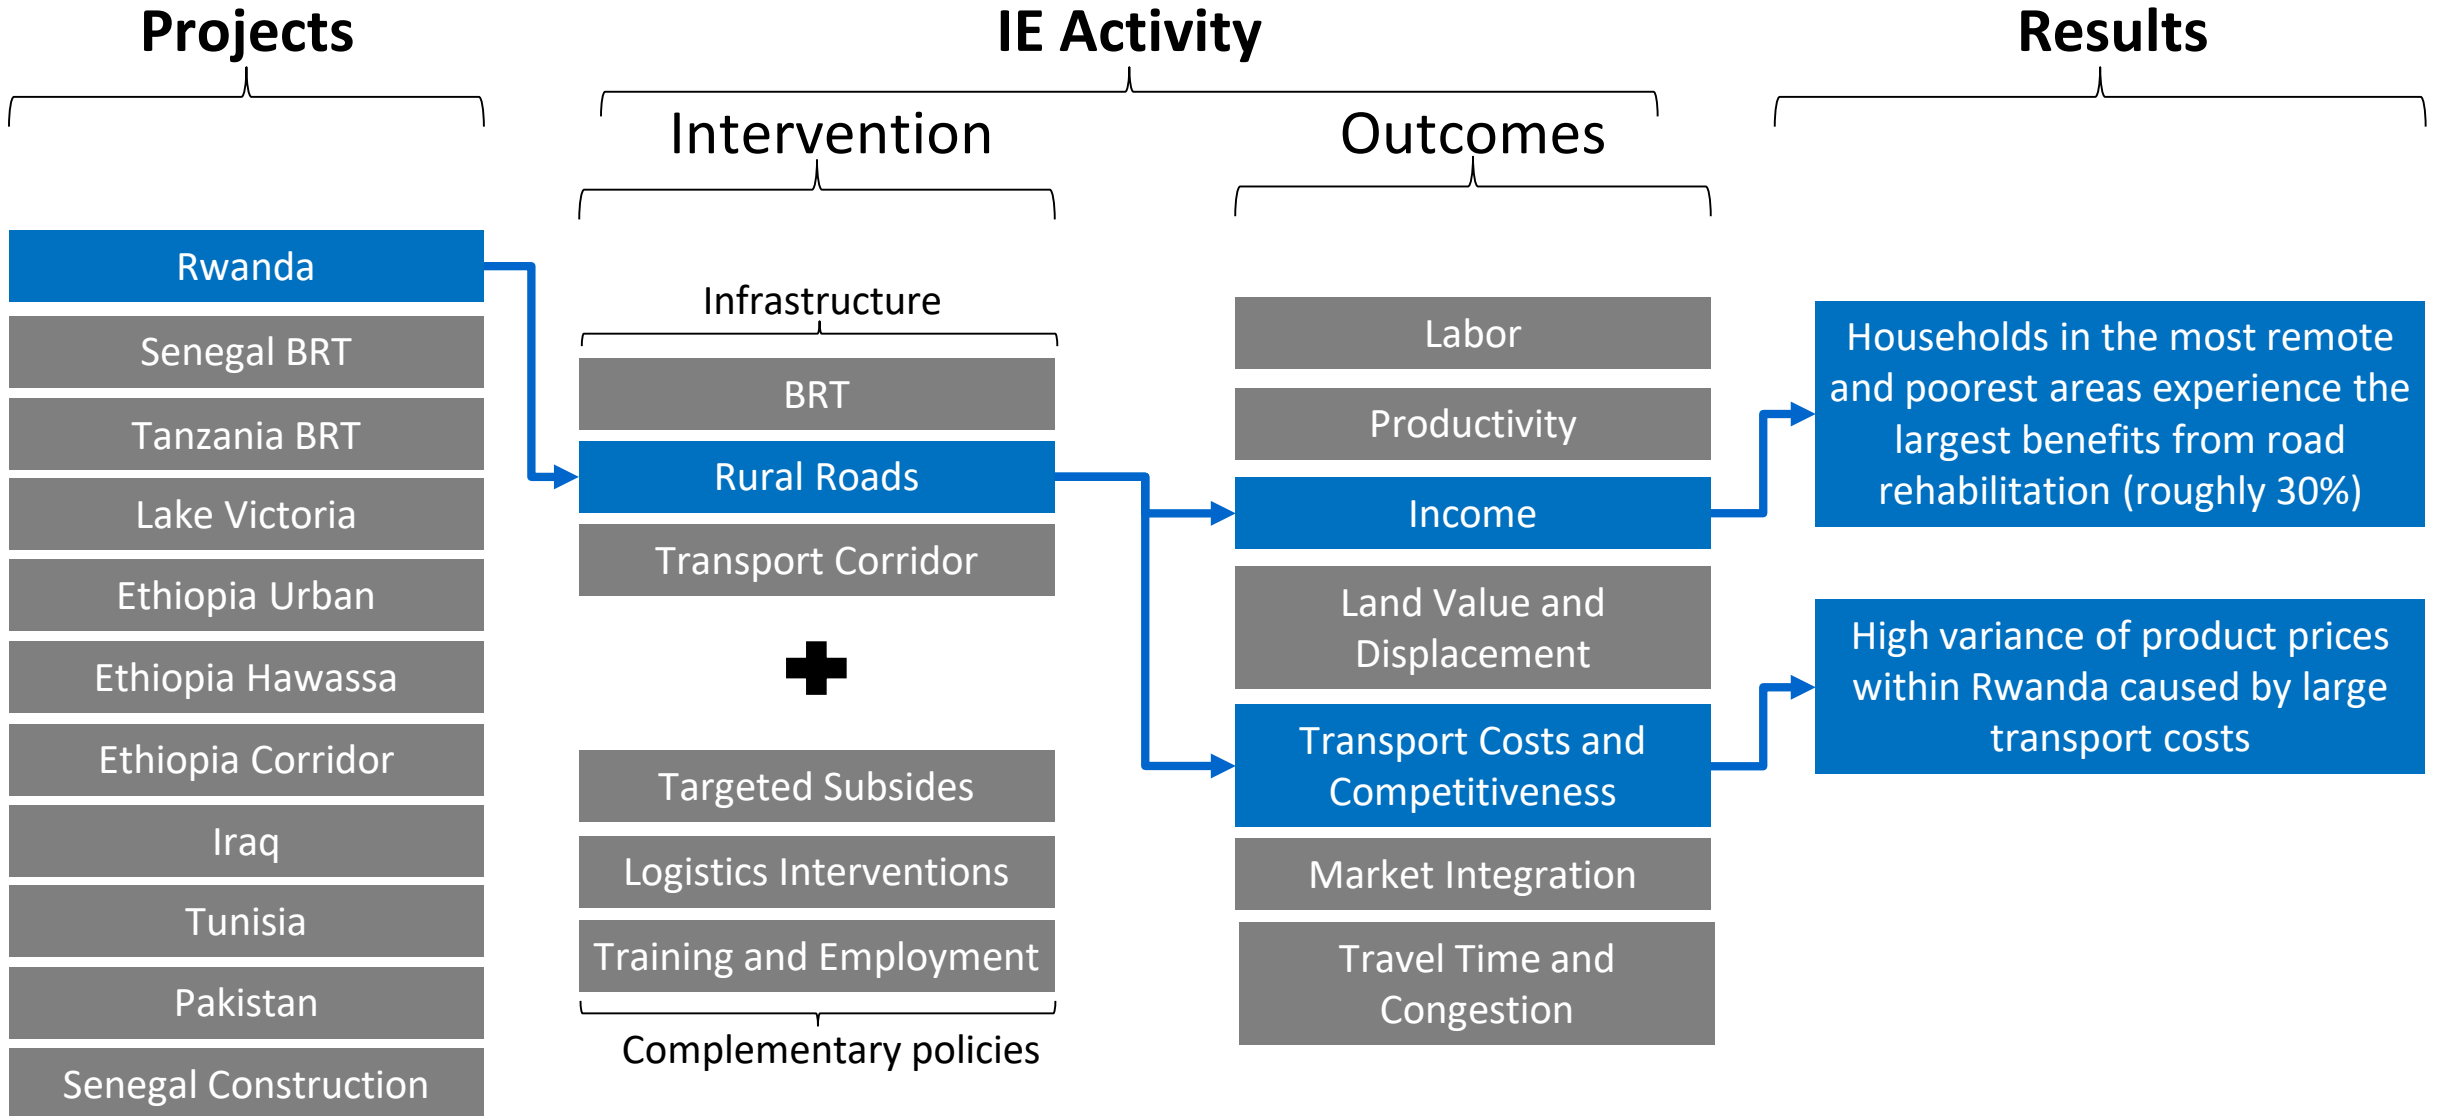 Projects
IE Activity
Results
Intervention
Outcomes
Rwanda
Senegal BRT
Tanzania BRT
Lake Victoria
Ethiopia Urban
Ethiopia Hawassa
Ethiopia Corridor
Iraq
Tunisia
Pakistan
Senegal Construction
Infrastructure
BRT
Rural Roads
Transport Corridor
Targeted Subsides
Logistics Interventions
Training and Employment
Complementary policies
Labor
Productivity
Income
Land Value and
Displacement
Transport Costs and
Competitiveness
Market Integration
Travel Time and
Congestion
Households in the most remote
and poorest areas experience the
largest benefits from road
rehabilitation (roughly 30%)
High variance of product prices
within Rwanda caused by large
transport costs